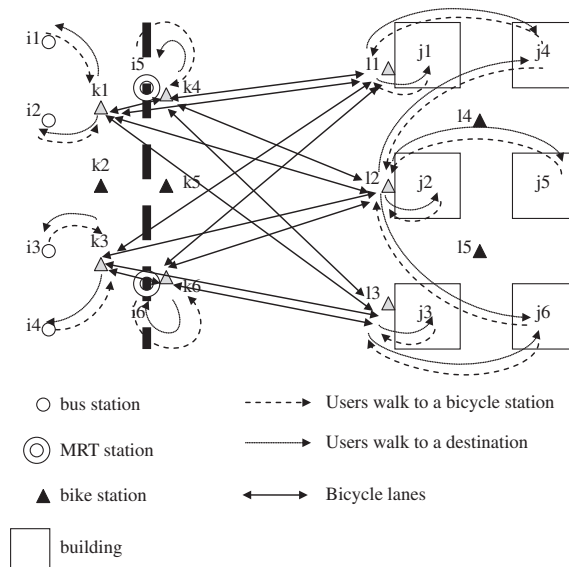 i1
i5
l1
j1
j4
k1
k4
i2
l4
k2
k5
l2
j2
j5
i3
k3
l5
k6
l3
i4
i6
j3
j6
bus station
Users walk to a bicycle station
MRT station
Users walk to a destination
bike station
Bicycle lanes
building